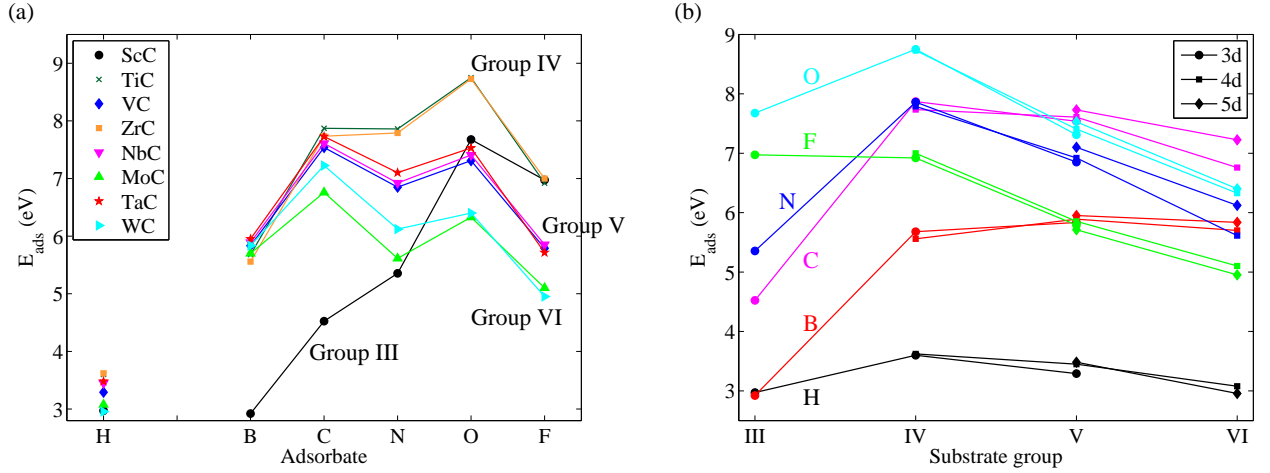 (a)
E_ads (eV)
9
8
7
6
5
4
3
ScC
TiC
VC
ZrC
NbC
MoC
TaC
WC
Group IV
Group V
Group VI
Group III
H
B
C
N
O
F
Adsorbate
(b)
E_ads (eV)
9
8
7
6
5
4
3
3d
4d
5d
O
F
N
C
B
H
III
IV
V
VI
Substrate group